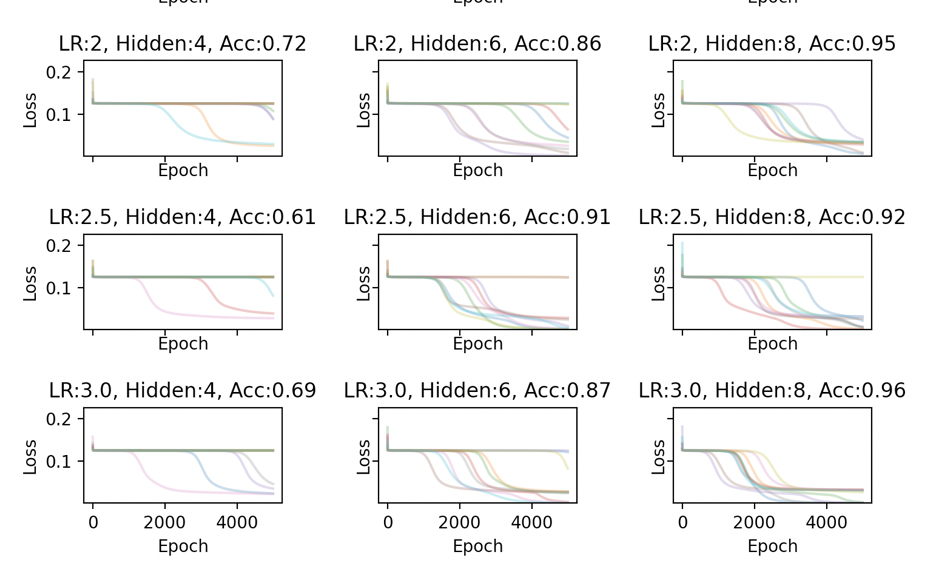 Epoch Epoch Epoch
LR:2, Hidden:4, Acc:0.72 LR:2, Hidden:6, Acc:0.86 LR:2, Hidden:8, Acc:0.95
0.2
0.1
Loss Loss Loss
Epoch Epoch Epoch
LR:2.5, Hidden:4, Acc:0.61 LR:2.5, Hidden:6, Acc:0.91 LR:2.5, Hidden:8, Acc:0.92
0.2
0.1
Loss Loss Loss
Epoch Epoch Epoch
LR:3.0, Hidden:4, Acc:0.69 LR:3.0, Hidden:6, Acc:0.87 LR:3.0, Hidden:8, Acc:0.96
0.2
0.1
Loss Loss Loss
0 2000 4000 0 2000 4000 0 2000 4000
Epoch Epoch Epoch